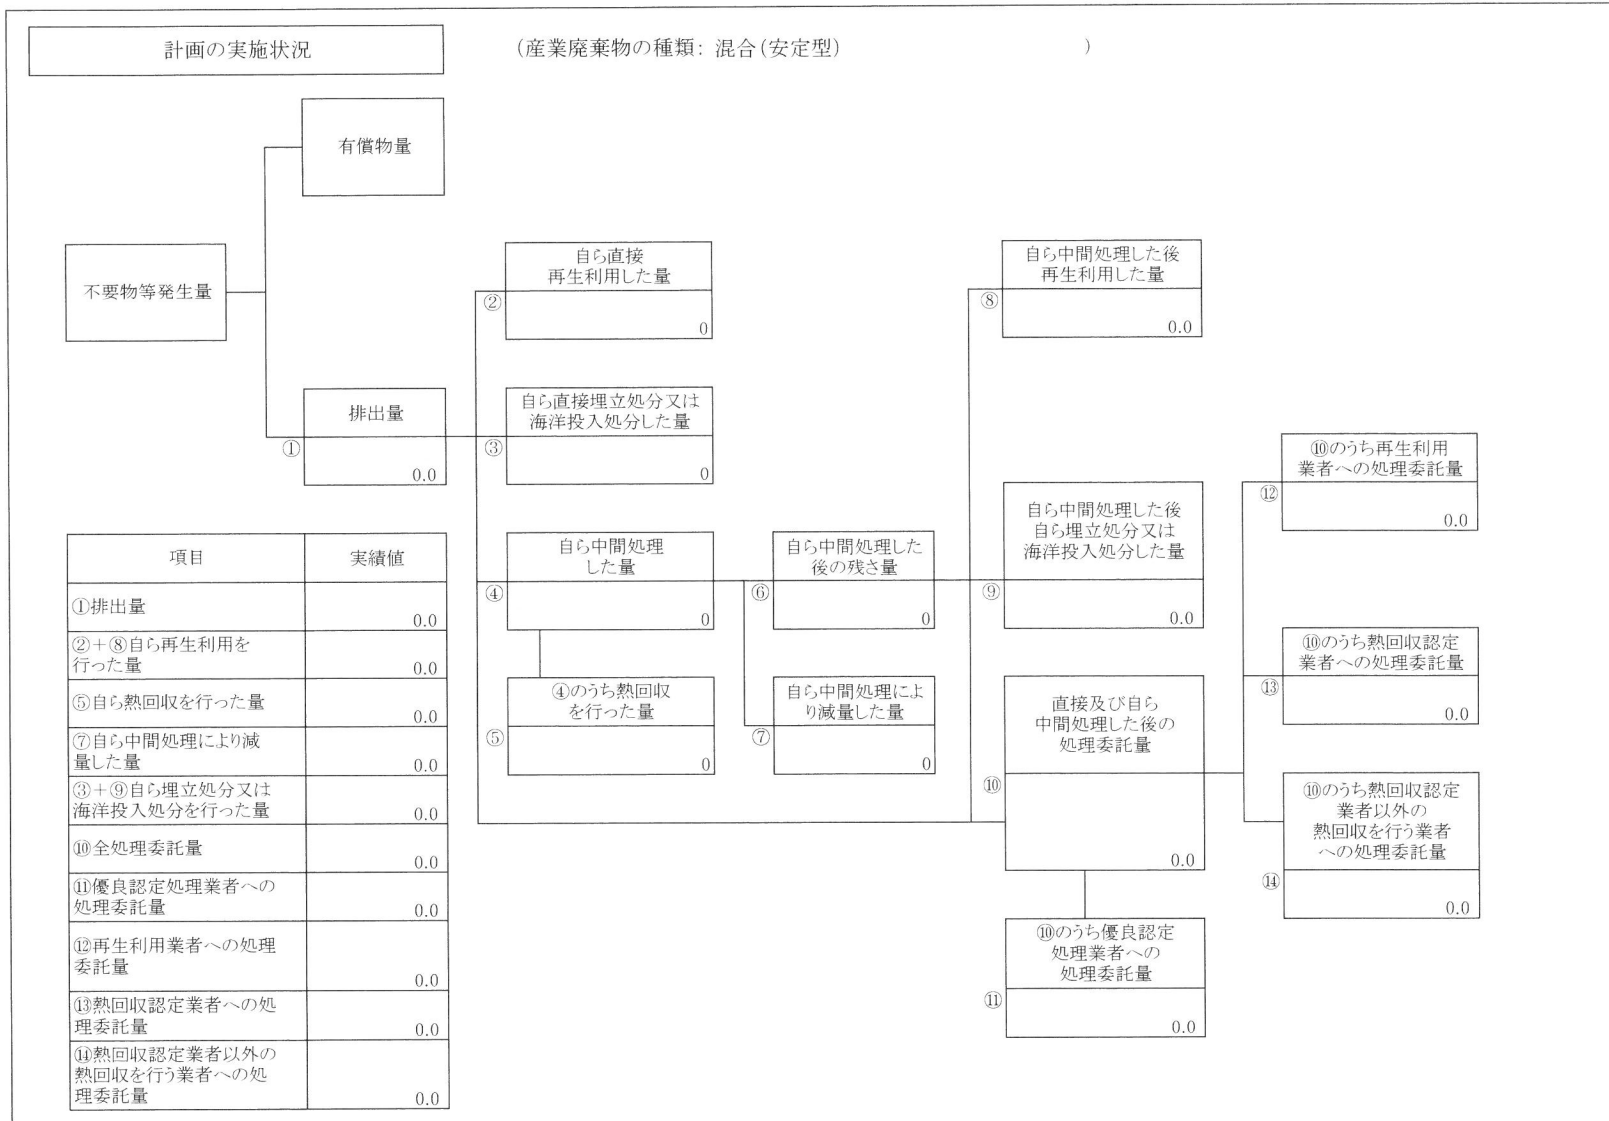 計画の実施状況
(産業廃棄物の種類: 混合(安定型) )
有償物量
不要物等発生量
①
排出量
0.0
②
自ら直接
再生利用した量
0
③
自ら直接埋立処分又は
海洋投入処分した量
0
④
自ら中間処理
した量
0
⑤
④のうち熱回収
を行った量
0
⑥
自ら中間処理した
後の残さ量
0
⑦
自ら中間処理によ
り減量した量
0
⑧
自ら中間処理した後
再生利用した量
0.0
⑨
自ら中間処理した後
自ら埋立処分又は
海洋投入処分した量
0.0
⑩
直接及び自ら
中間処理した後の
処理委託量
0.0
⑪
⑩のうち優良認定
処理業者への
処理委託量
0.0
⑫
⑩のうち再生利用
業者への処理委託量
0.0
⑬
⑩のうち熱回収認定
業者への処理委託量
0.0
⑭
⑩のうち熱回収認定
業者以外の
熱回収を行う業者
への処理委託量
0.0
項目 実績値
①排出量
0.0
②+⑧自ら再生利用を
行った量 0.0
⑤自ら熱回収を行った量
0.0
⑦自ら中間処理により減
量した量 0.0
③+⑨自ら埋立処分又は
海洋投入処分を行った量 0.0
⑩全処理委託量
0.0
⑪優良認定処理業者への
処理委託量 0.0
⑫再生利用業者への処理
委託量
0.0
⑬熱回収認定業者への処
理委託量 0.0
⑭熱回収認定業者以外の
熱回収を行う業者への処
理委託量 0.0